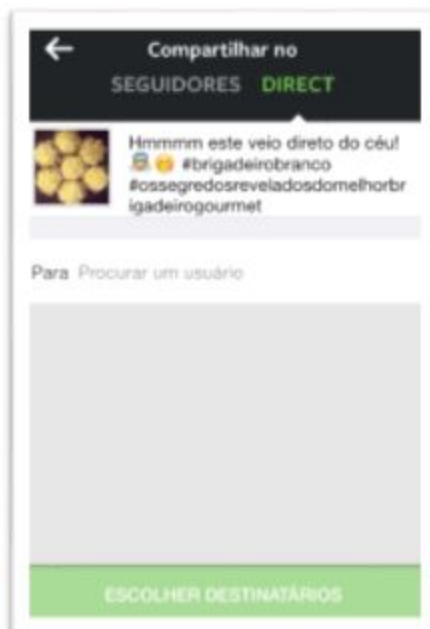 Compartilhar no
SEGUIDORES DIRECT
Hmmmm este veio direto do céu!
#brigadeirobranco
#ossegredosreveladosdomelhorbr
igadeirogourmet
Para Procurar um usuário
ESCOLHER DESTINATÁRIOS